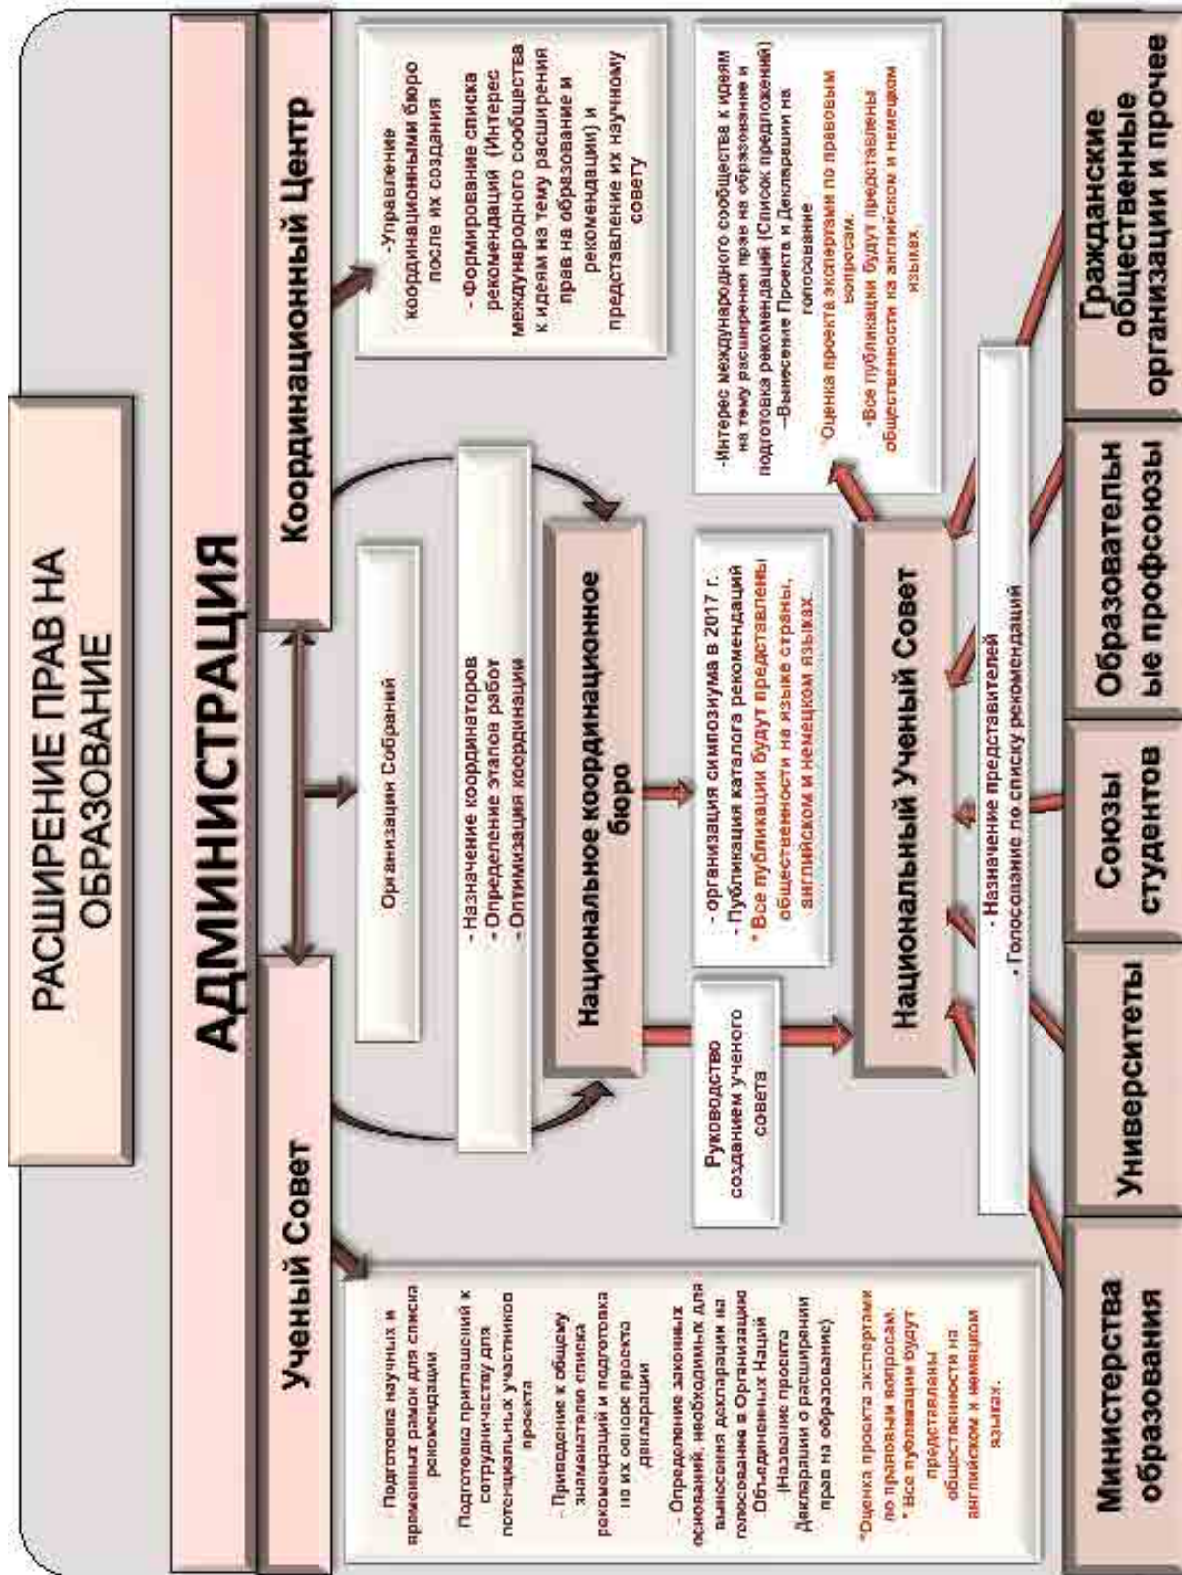 РАСШИРЕНИЕ ПРАВ НА
ОБРАЗОВАНИЕ
АДМИНИСТРАЦИЯ
Ученый Совет
Координационный Центр
- Подготовка научных и
временных рамок для списка
рекомендации
Подготовка приглашений к
сотрудничеству для
потенциальных участников
проекта
- Приведение к общему
знаменателю списка
рекомендаций и подготовка
на их основе проекта
декларации
- Определение законных
оснований, необходимых для
вынесения декларации на
голосование в Организацию
Объединенных Наций
(Название проекта
Декларации о расширении
прав на образование)
*Оценка проекта экспертами
по правовым вопросам.
* Все публикации будут
представлены
общественности на
английском и немецком
языках.
Организации Собраний
- Назначение координаторов
- Определение этапов работ
- Оптимизация координации
Национальное координационное
бюро
Руководство
созданием ученого
совета
- организация симпозиума в 2017 г.
- Публикация каталога рекомендаций
* Все публикации будут представлены
общественности на языке страны,
английском и немецком языках.
Национальный Ученый Совет
- Назначение представителей
- Голосование по списку рекомендаций
-Управление
координационными бюро
после их создания
- Формирование списка
рекомендаций (Интерес
международного сообщества
к идеям на тему расширения
прав на образование и
рекомендации) и
представление их научному
совету
-Интерес международного сообщества к идеям
на тему расширения прав на образование и
подготовка рекомендаций (Список предложений)
–Вынесение Проекта и Декларации на
голосование
*Оценка проекта экспертами по правовым
вопросам.
*Все публикации будут представлены
общественности на английском и немецком
языках.
Министерства
образования
Университеты
Союзы
студентов
Образовательн
ые профсоюзы
Гражданские
общественные
организации и прочее